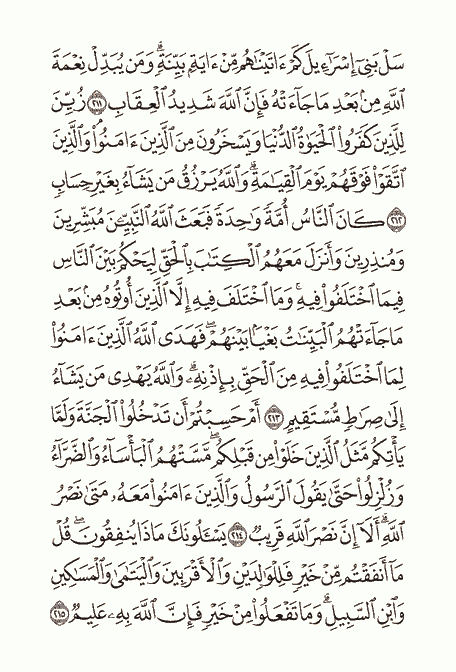 سَلْ بَنِىٓ إِسْرَٰٓءِيلَ كَمْ ءَاتَيْنَٰهُم مِّنْ ءَايَةٍۭ بَيِّنَةٍۢ ۗ وَمَن يُبَدِّلْ نِعْمَةَ
ٱللَّهِ مِنۢ بَعْدِ مَا جَآءَتْهُ فَإِنَّ ٱللَّهَ شَدِيدُ ٱلْعِقَابِ ٢١١ زُيِّنَ
لِلَّذِينَ كَفَرُوا۟ ٱلْحَيَوٰةُ ٱلدُّنْيَا وَيَسْخَرُونَ مِنَ ٱلَّذِينَ ءَامَنُوا۟ ۘ وَٱلَّذِينَ
ٱتَّقَوْا۟ فَوْقَهُمْ يَوْمَ ٱلْقِيَٰمَةِ ۗ وَٱللَّهُ يَرْزُقُ مَن يَشَآءُ بِغَيْرِ حِسَابٍۢ
٢١٢ كَانَ ٱلنَّاسُ أُمَّةًۭ وَٰحِدَةًۭ فَبَعَثَ ٱللَّهُ ٱلنَّبِيِّۦنَ مُبَشِّرِينَ
وَمُنذِرِينَ وَأَنزَلَ مَعَهُمُ ٱلْكِتَٰبَ بِٱلْحَقِّ لِيَحْكُمَ بَيْنَ ٱلنَّاسِ
فِيمَا ٱخْتَلَفُوا۟ فِيهِ ۚ وَمَا ٱخْتَلَفَ فِيهِ إِلَّا ٱلَّذِينَ أُوتُوهُ مِنۢ بَعْدِ
مَا جَآءَتْهُمُ ٱلْبَيِّنَٰتُ بَغْيًۢا بَيْنَهُمْ ۖ فَهَدَى ٱللَّهُ ٱلَّذِينَ ءَامَنُوا۟
لِمَا ٱخْتَلَفُوا۟ فِيهِ مِنَ ٱلْحَقِّ بِإِذْنِهِۦ ۗ وَٱللَّهُ يَهْدِى مَن يَشَآءُ
إِلَىٰ صِرَٰطٍۢ مُّسْتَقِيمٍ ٢١٣ أَمْ حَسِبْتُمْ أَن تَدْخُلُوا۟ ٱلْجَنَّةَ وَلَمَّا
يَأْتِكُم مَّثَلُ ٱلَّذِينَ خَلَوْا۟ مِن قَبْلِكُم ۖ مَّسَّتْهُمُ ٱلْبَأْسَآءُ وَٱلضَّرَّآءُ
وَزُلْزِلُوا۟ حَتَّىٰ يَقُولَ ٱلرَّسُولُ وَٱلَّذِينَ ءَامَنُوا۟ مَعَهُۥ مَتَىٰ نَصْرُ
ٱللَّهِ ۗ أَلَآ إِنَّ نَصْرَ ٱللَّهِ قَرِيبٌۭ ٢١٤ يَسْـَٔلُونَكَ مَاذَا يُنفِقُونَ ۖ قُلْ
مَآ أَنفَقْتُم مِّنْ خَيْرٍۢ فَلِلْوَٰلِدَيْنِ وَٱلْأَقْرَبِينَ وَٱلْيَتَٰمَىٰ وَٱلْمَسَٰكِينِ
وَٱبْنِ ٱلسَّبِيلِ ۗ وَمَا تَفْعَلُوا۟ مِنْ خَيْرٍۢ فَإِنَّ ٱللَّهَ بِهِۦ عَلِيمٌۭ ٢١٥